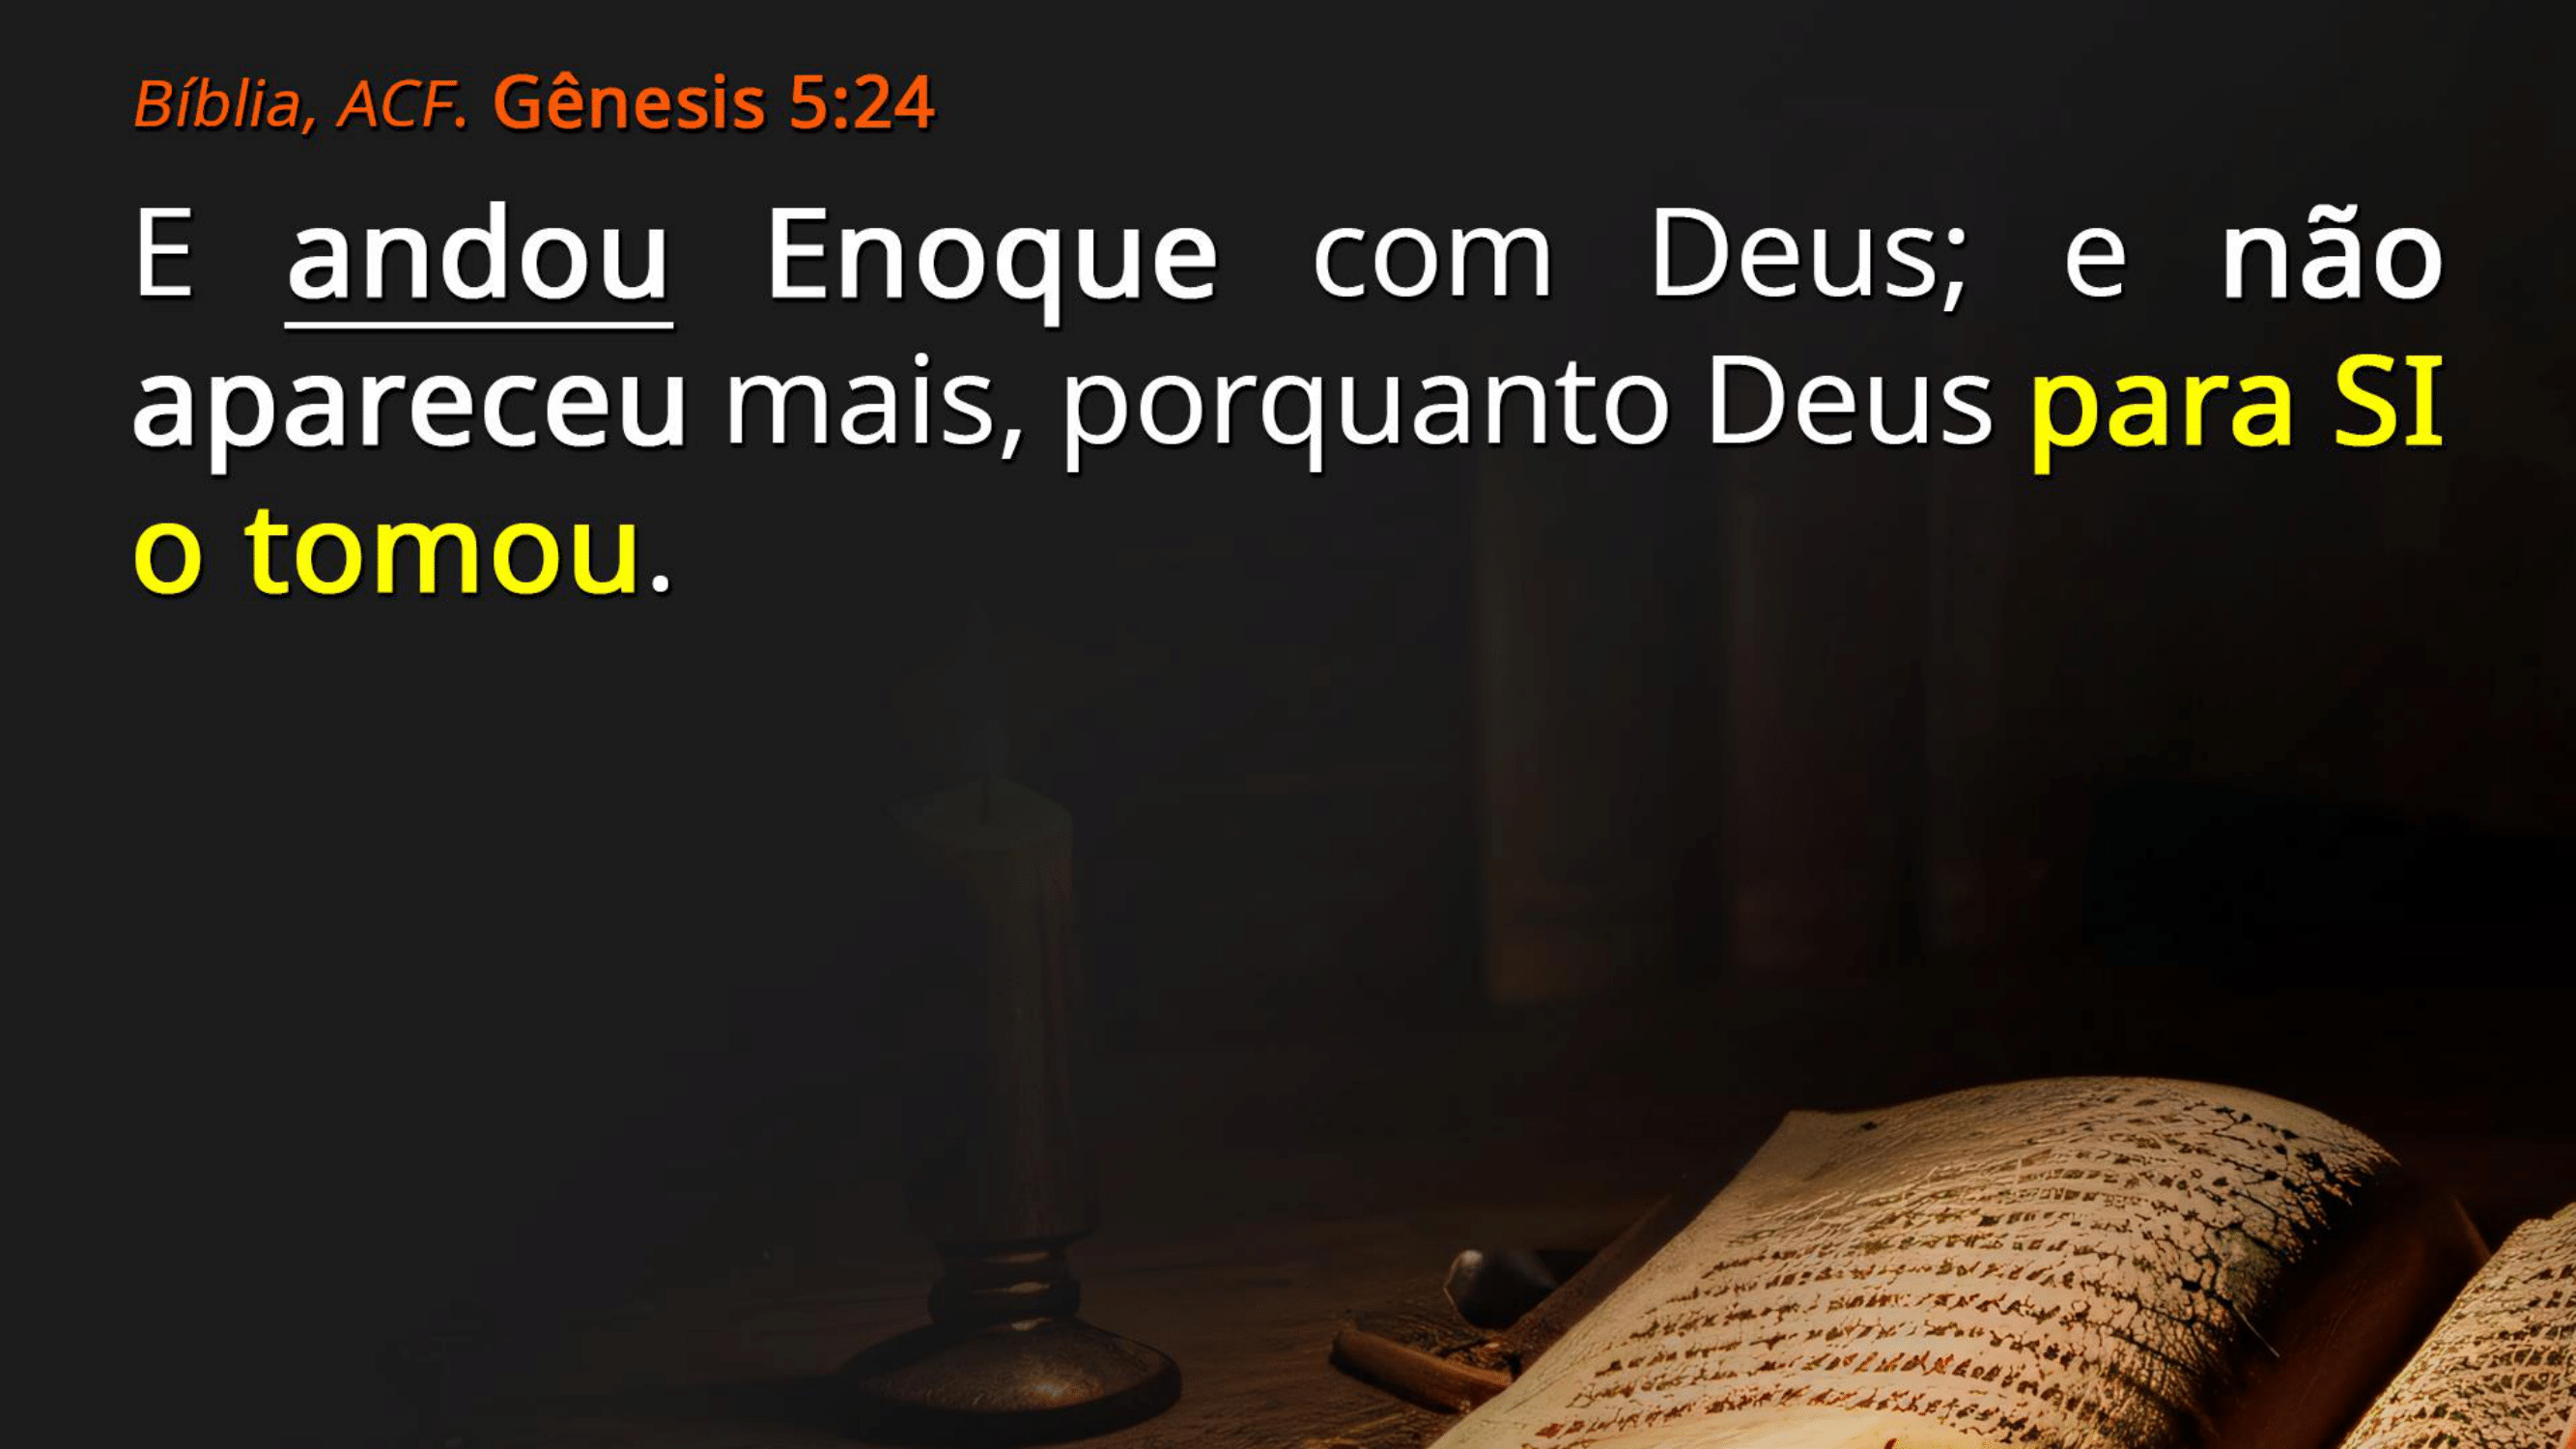 Bíblia, ACF. Gênesis 5:24
E andou Enoque com Deus; e não
apareceu mais, porquanto Deus para SI
o tomou.